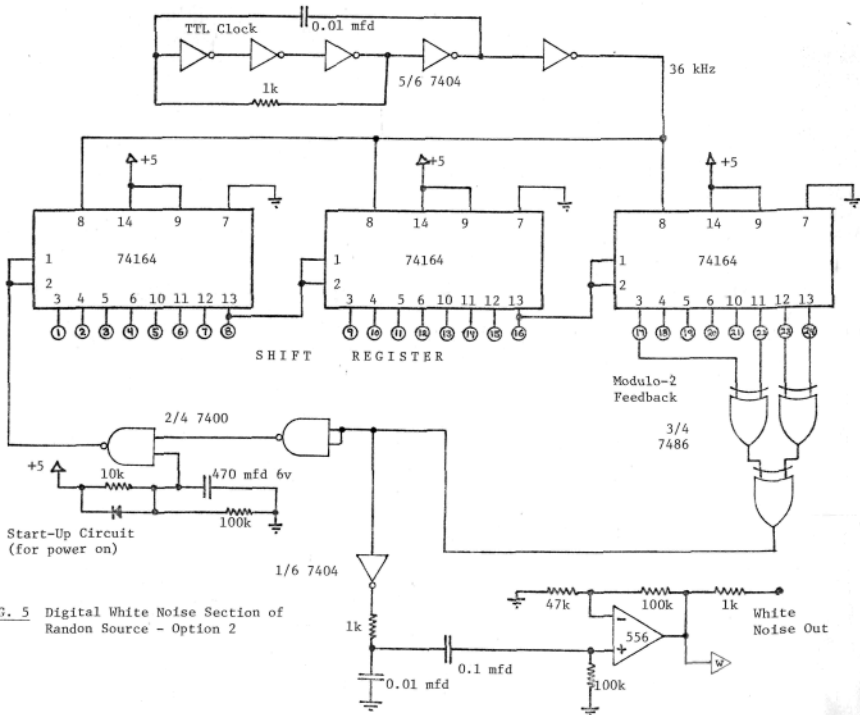 TTL Clock
0.01 mfd
1k
5/6 7404
36 kHz
+5
+5
+5
8 14 9 7
8 14 9 7
8 14 9 7
1
2
74164
1
2
74164
1
2
74164
3 4 5 6 10 11 12 13
3 4 5 6 10 11 12 13
3 4 5 6 10 11 12 13
1 2 3 4 5 6 7 8
9 10 11 12 13 14 15 16
17 18 19 20 21 22 23 24
SHIFT REGISTER
Modulo-2
Feedback
3/4
7486
2/4 7400
+5
10k
470 mfd 6v
100k
Start-Up Circuit
(for power on)
1/6 7404
1k
0.01 mfd
0.1 mfd
47k
100k
1k
-
+
556
100k
White
Noise Out
W
G. 5 Digital White Noise Section of
Randon Source - Option 2